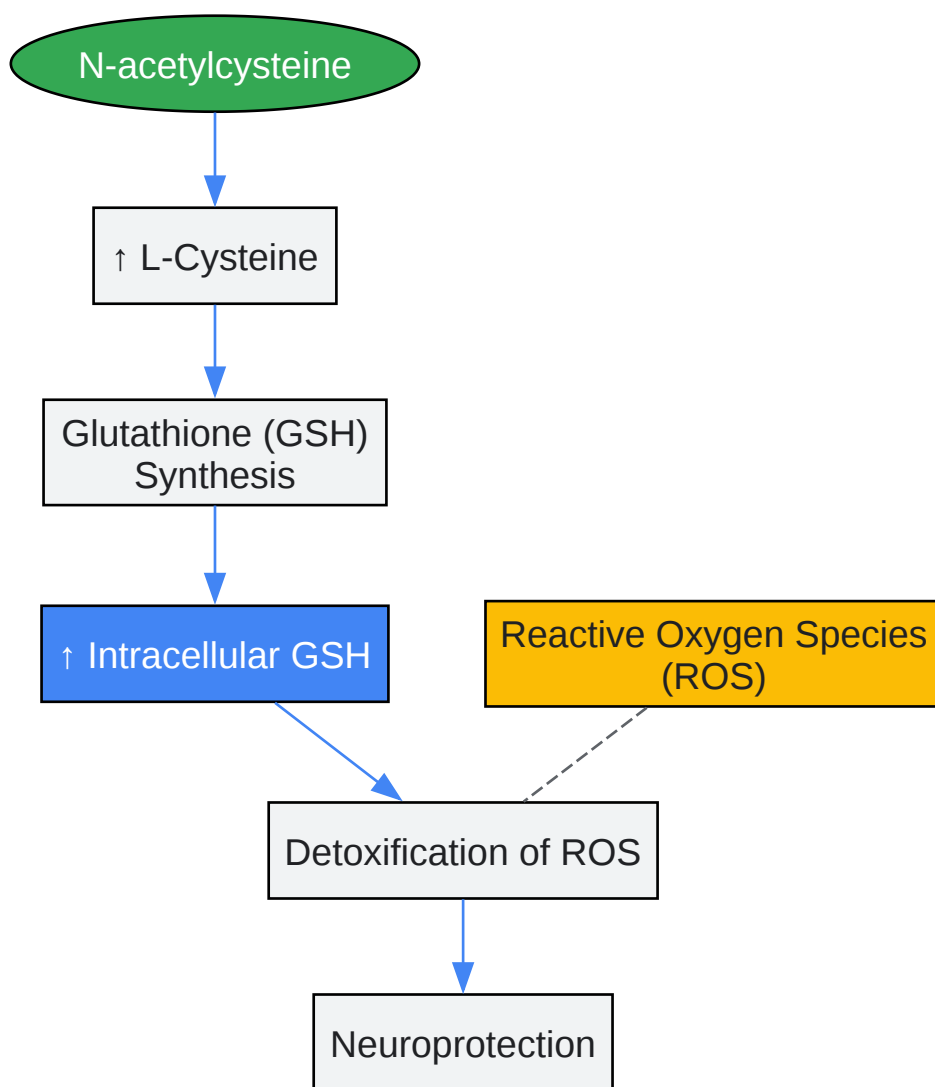 N-acetylcysteine
↑ L-Cysteine
Glutathione (GSH)
Synthesis
↑ Intracellular GSH
Reactive Oxygen Species
(ROS)
Detoxification of ROS
Neuroprotection